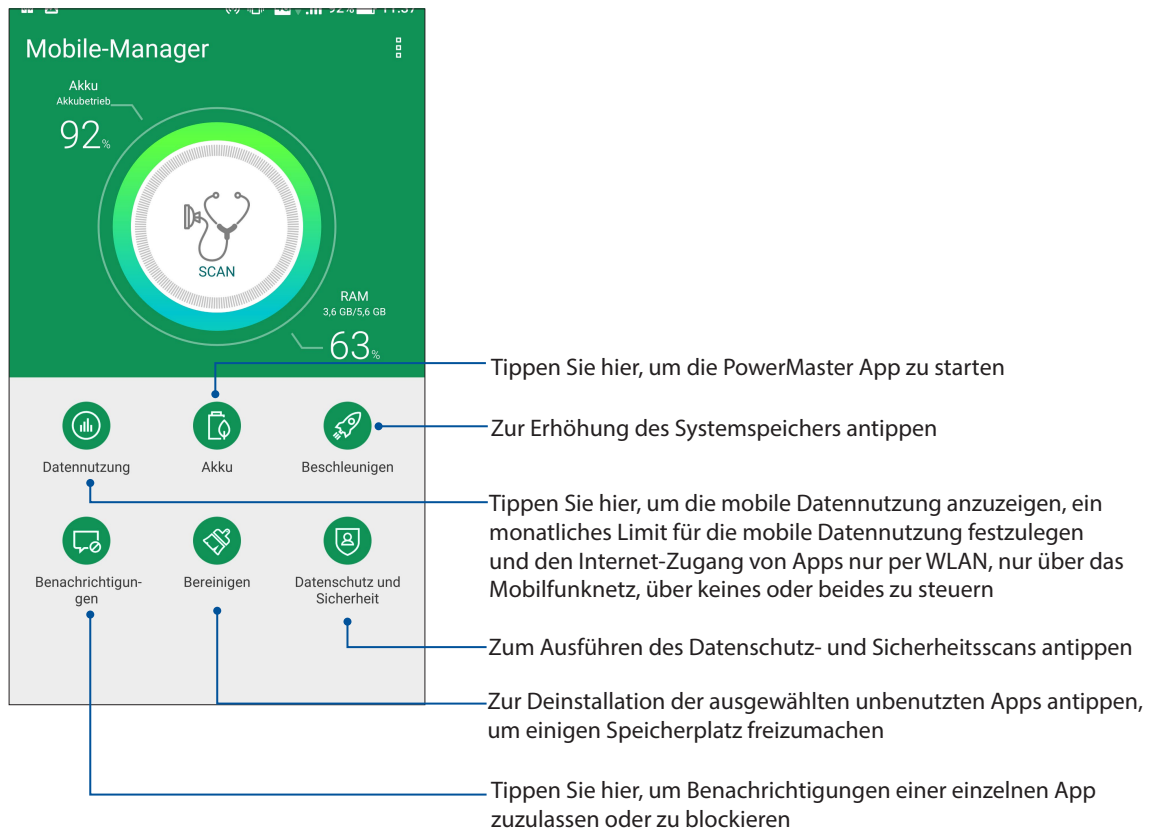 92% 11:37
Mobile-Manager
Akku
Akkubetrieb
92%
SCAN
RAM
3,6 GB/5,6 GB
63%
Datennutzung
Akku
Beschleunigen
Benachrichtigun-
gen
Bereinigen
Datenschutz und
Sicherheit
Tippen Sie hier, um die PowerMaster App zu starten
Zur Erhöhung des Systemspeichers antippen
Tippen Sie hier, um die mobile Datennutzung anzuzeigen, ein
monatliches Limit für die mobile Datennutzung festzulegen
und den Internet-Zugang von Apps nur per WLAN, nur über das
Mobilfunknetz, über keines oder beides zu steuern
Zum Ausführen des Datenschutz- und Sicherheitsscans antippen
Zur Deinstallation der ausgewählten unbenutzten Apps antippen,
um einigen Speicherplatz freizumachen
Tippen Sie hier, um Benachrichtigungen einer einzelnen App
zuzulassen oder zu blockieren